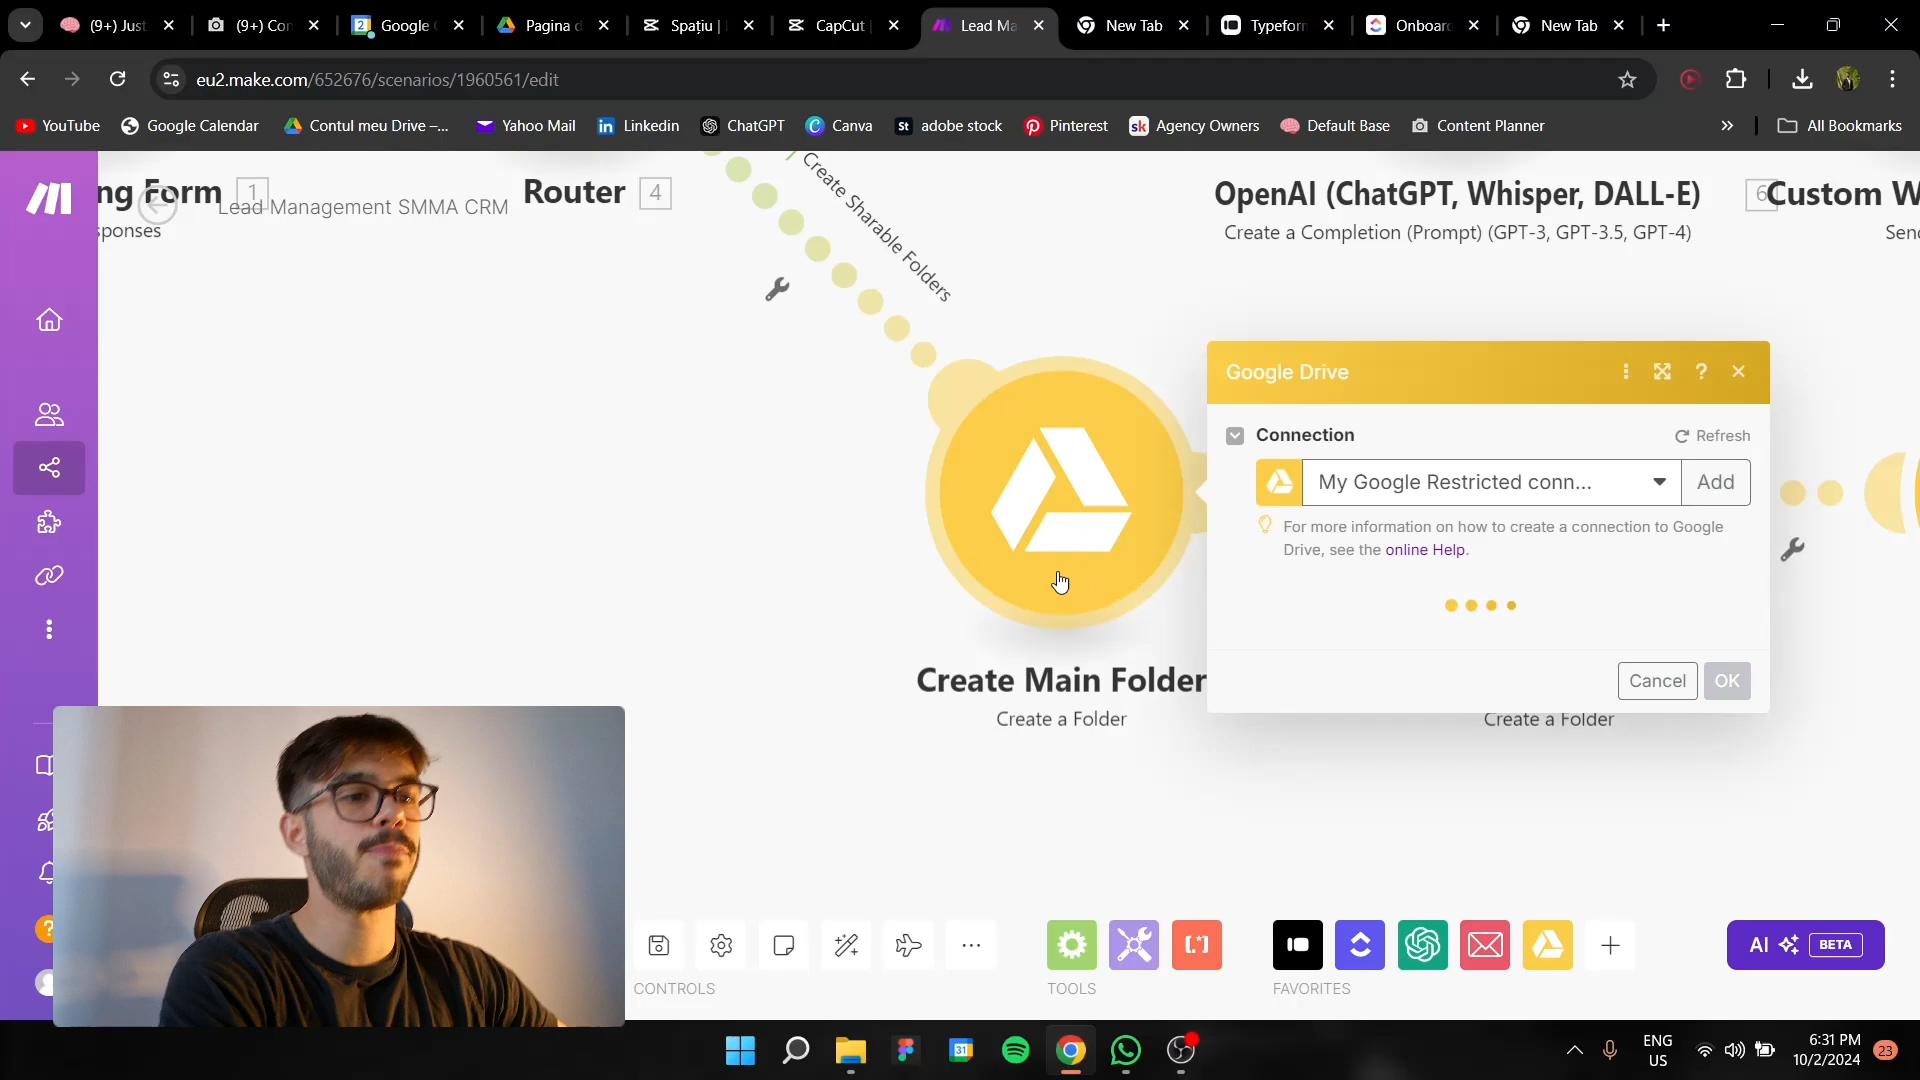 (9+) Just
(9+) Con
Google C
Pagina d
Spațiu |
CapCut |
Lead Ma
New Tab
Typeform
Onboard
New Tab
eu2.make.com/652676/scenarios/1960561/edit
YouTube
Google Calendar
Contul meu Drive –...
Yahoo Mail
Linkedin
ChatGPT
Canva
adobe stock
Pinterest
Agency Owners
Default Base
Content Planner
All Bookmarks
ng Form 1
Lead Management SMMA CRM
sponses
Router 4
Create Sharable Folders
OpenAI (ChatGPT, Whisper, DALL-E) 6
Create a Completion (Prompt) (GPT-3, GPT-3.5, GPT-4)
Custom W
Senc
Google Drive
Connection
Refresh
My Google Restricted conn...
Add
For more information on how to create a connection to Google
Drive, see the online Help.
Cancel
OK
Create Main Folder
Create a Folder
Create a Folder
CONTROLS
TOOLS
FAVORITES
AI BETA
ENG
US
6:31 PM
10/2/2024
23